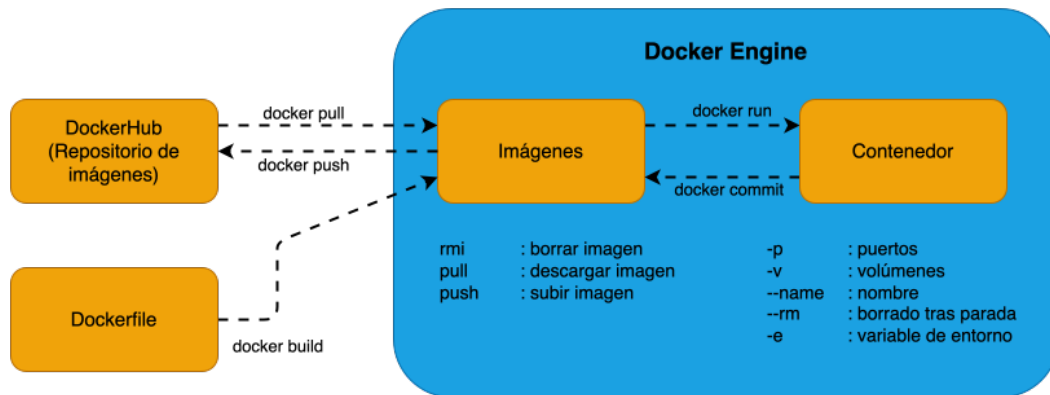 Docker Engine
DockerHub
(Repositorio de
imágenes)
docker pull
docker push
Imágenes
docker run
docker commit
Contenedor
Dockerfile
docker build
rmi : borrar imagen
pull : descargar imagen
push : subir imagen
-p : puertos
-v : volúmenes
--name : nombre
--rm : borrado tras parada
-e : variable de entorno